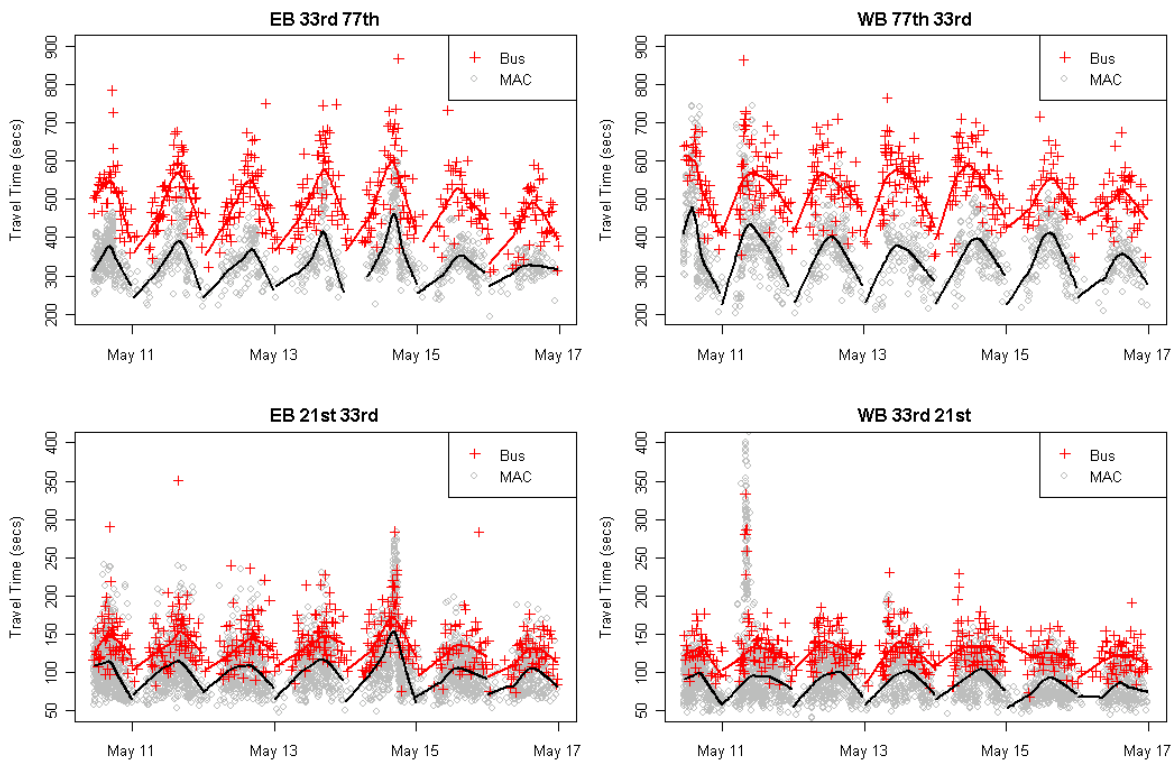 EB 33rd 77th
Travel Time (secs)
900
800
700
600
500
400
300
200
Bus
MAC
May 11
May 13
May 15
May 17
WB 77th 33rd
Travel Time (secs)
900
800
700
600
500
400
300
200
Bus
MAC
May 11
May 13
May 15
May 17
EB 21st 33rd
Travel Time (secs)
400
350
300
250
200
150
100
50
Bus
MAC
May 11
May 13
May 15
May 17
WB 33rd 21st
Travel Time (secs)
400
350
300
250
200
150
100
50
Bus
MAC
May 11
May 13
May 15
May 17